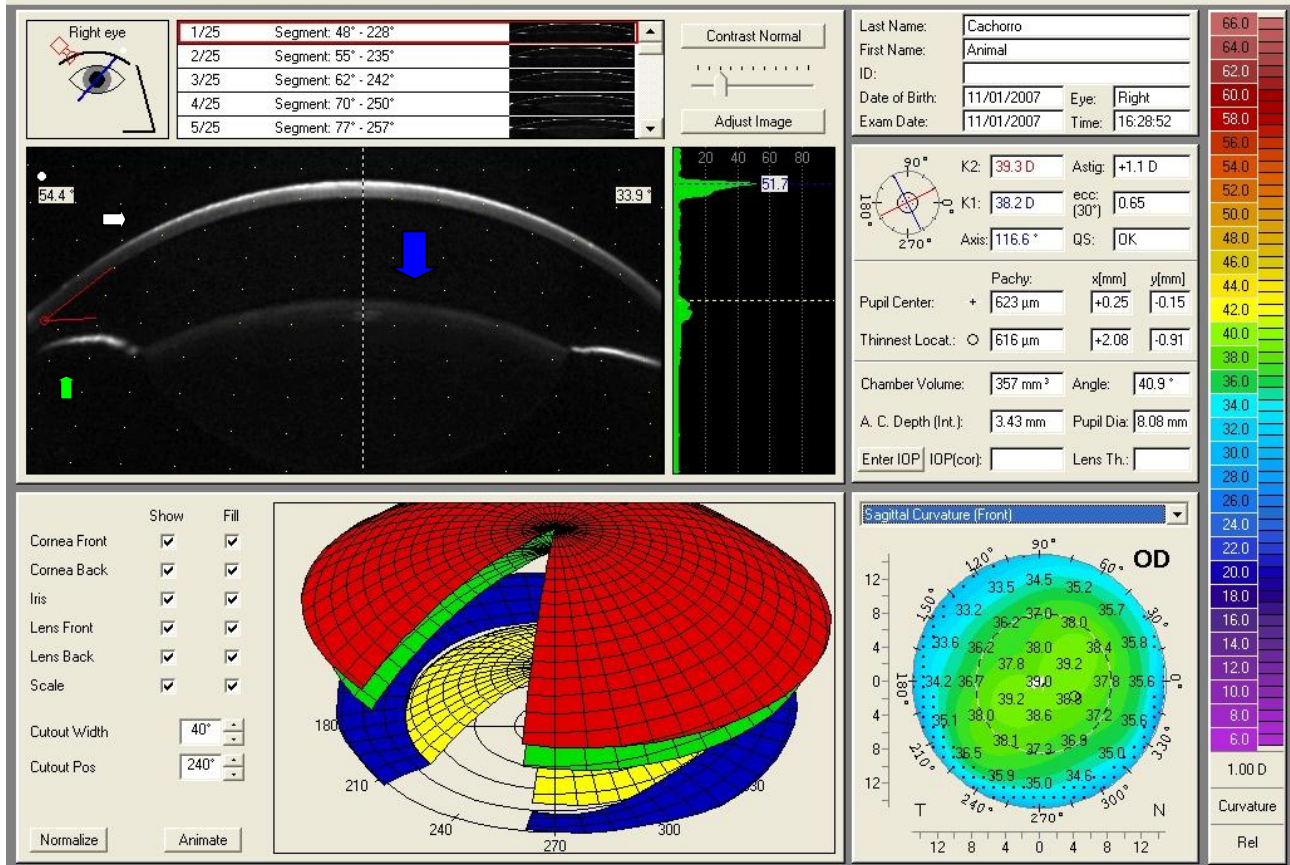 Right eye
1/25 Segment: 48° - 228°
2/25 Segment: 55° - 235°
3/25 Segment: 62° - 242°
4/25 Segment: 70° - 250°
5/25 Segment: 77° - 257°
Contrast Normal
Adjust Image
54.4 °
33.9 °
20 40 60 80
51.7
Last Name: Cachorro
First Name: Animal
ID:
Date of Birth: 11/01/2007 Eye: Right
Exam Date: 11/01/2007 Time: 16:28:52
90°
180°
0°
270°
K2: 39.3 D Astig: +1.1 D
K1: 38.2 D ecc: (30°) 0.65
Axis: 116.6 ° QS: OK
Pachy: x[mm] y[mm]
Pupil Center: + 623 µm +0.25 -0.15
Thinnest Locat.: O 616 µm +2.08 -0.91
Chamber Volume: 357 mm³ Angle: 40.9 °
A. C. Depth (Int.): 3.43 mm Pupil Dia: 8.08 mm
Enter IOP IOP(cor): Lens Th.:
Show Fill
Cornea Front
Cornea Back
Iris
Lens Front
Lens Back
Scale
Cutout Width 40°
Cutout Pos 240°
Normalize Animate
180
210
240
270
300
330
Sagittal Curvature (Front)
OD
90°
120° 60°
150° 30°
180° 0°
210° 330°
240° 300°
270°
12
8
4
0
4
8
12
33.5 34.5 35.2
33.2 36.2 37.0 38.0 35.7
33.6 36.2 38.0 38.4 35.8
37.8 39.2
34.2 36.7 39.0 37.8 35.6
39.2
35.1 38.0 38.6 37.2 35.6
38.1 37.3 36.9
36.5 35.0
35.9 35.0 34.6
T N
12 8 4 0 4 8 12
66.0
64.0
62.0
60.0
58.0
56.0
54.0
52.0
50.0
48.0
46.0
44.0
42.0
40.0
38.0
36.0
34.0
32.0
30.0
28.0
26.0
24.0
22.0
20.0
18.0
16.0
14.0
12.0
10.0
8.0
6.0
1.00 D
Curvature
Rel